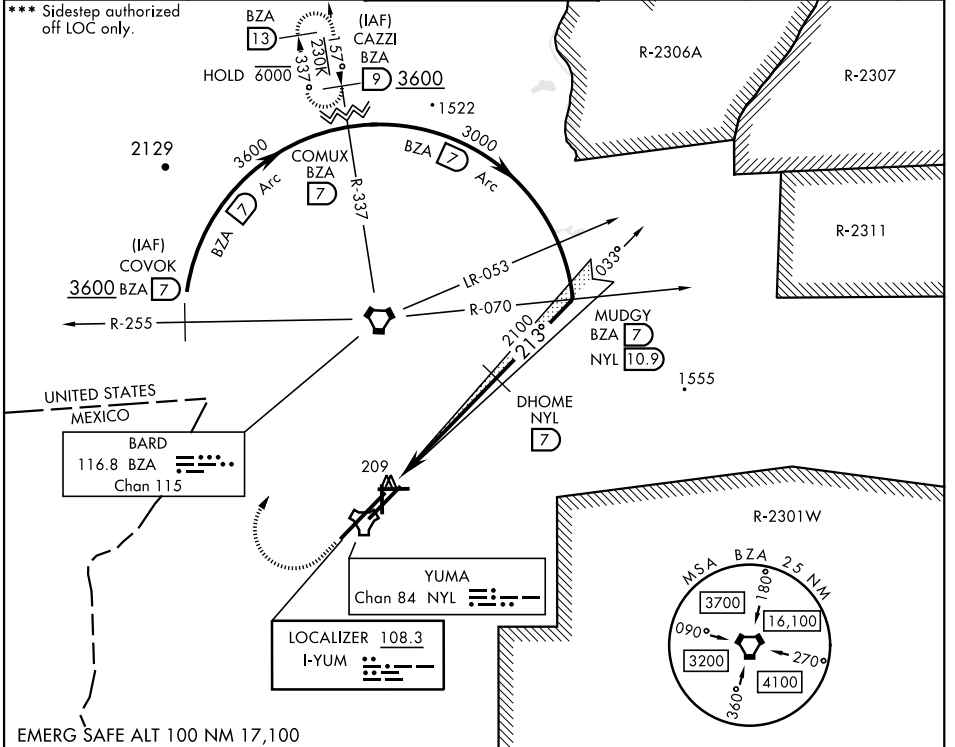 *** Sidestep authorized
off LOC only.
BZA
13
(IAF)
CAZZI
BZA
9 3600
HOLD 6000
337°
230K
157°
1522
R-2306A
R-2307
R-2311
2129
3600
3000
BZA 7 Arc
COMUX
BZA
7
BZA 7 Arc
R-337
(IAF)
COVOK
3600 BZA 7
R-255
LR-053
R-070
033°
2100
213°
MUDGY
BZA 7
NYL 10.9
1555
DHOME
NYL
7
UNITED STATES
MEXICO
BARD
116.8 BZA
Chan 115
209
R-2301W
YUMA
Chan 84 NYL
LOCALIZER 108.3
I-YUM
MSA BZA 25 NM
180°
3700
16,100
090°
270°
3200
4100
360°
EMERG SAFE ALT 100 NM 17,100